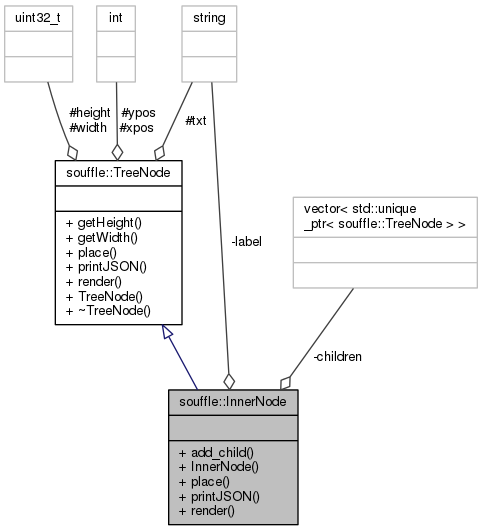 uint32_t
int
string
#height
#width
#ypos
#xpos
#txt
souffle::TreeNode
+ getHeight()
+ getWidth()
+ place()
+ printJSON()
+ render()
+ TreeNode()
+ ~TreeNode()
vector< std::unique
_ptr< souffle::TreeNode > >
-label
-children
souffle::InnerNode
+ add_child()
+ InnerNode()
+ place()
+ printJSON()
+ render()